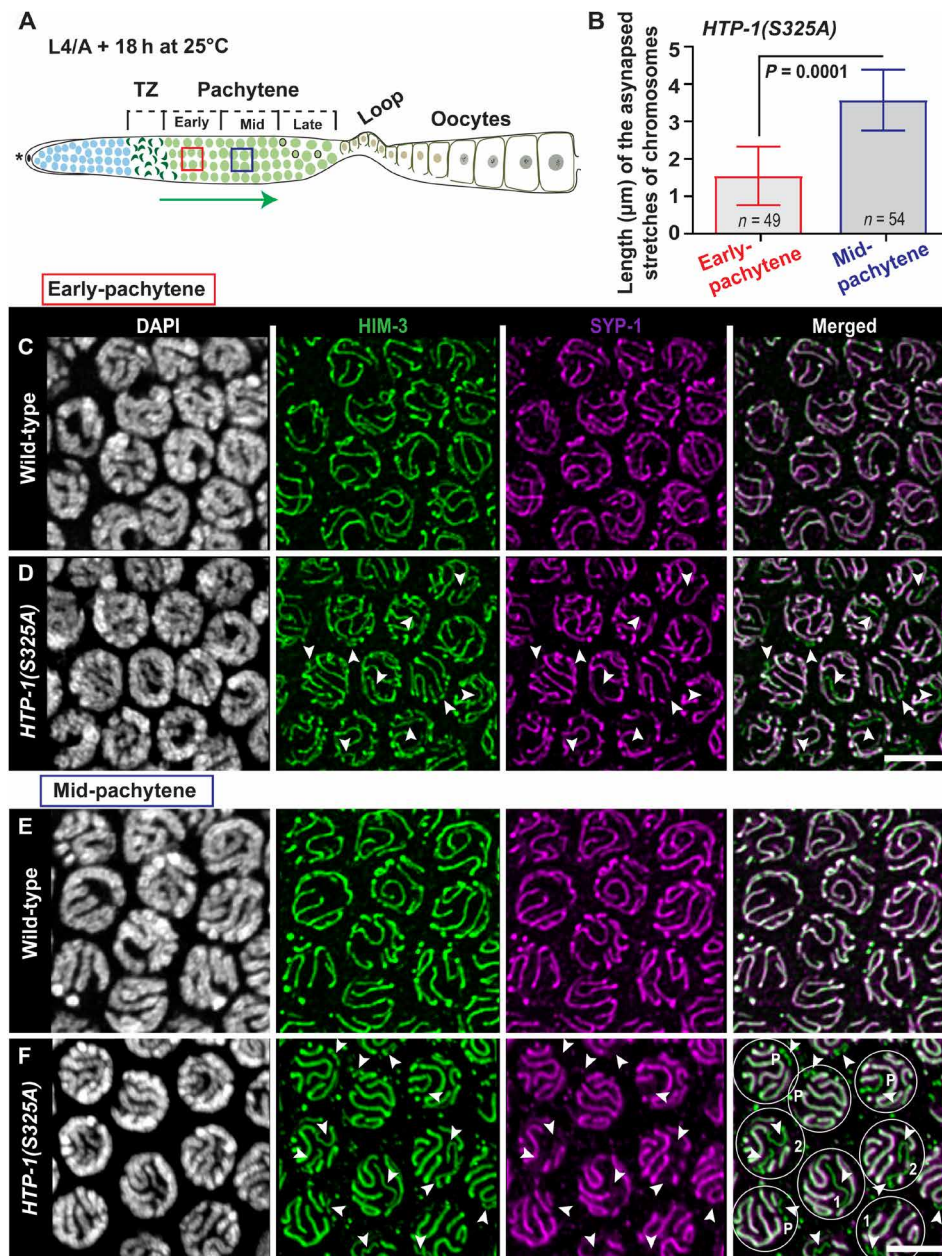 A
L4/A + 18 h at 25°C
TZ
Pachytene
Early
Mid
Late
Loop
Oocytes
*
B
HTP-1(S325A)
Length (μm) of the asynapsed
stretches of chromosomes
5
4
3
2
1
0
P = 0.0001
n = 49
n = 54
Early-
pachytene
Mid-
pachytene
Early-pachytene
DAPI
HIM-3
SYP-1
Merged
C
Wild-type
D
HTP-1(S325A)
Mid-pachytene
E
Wild-type
F
HTP-1(S325A)
P
P
P
2
2
1
1
P